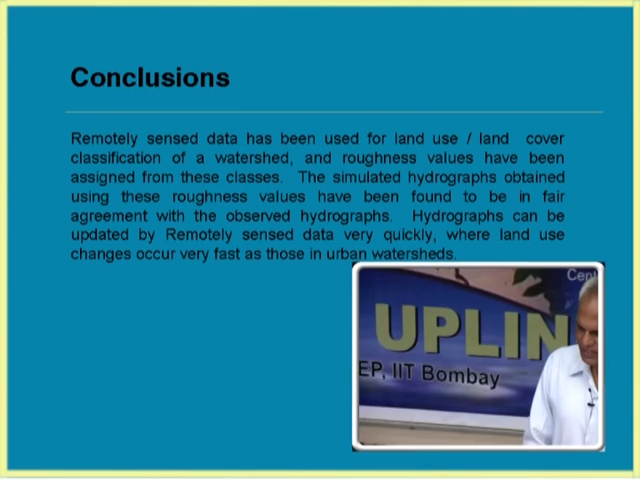 Conclusions
Remotely sensed data has been used for land use / land cover
classification of a watershed, and roughness values have been
assigned from these classes. The simulated hydrographs obtained
using these roughness values have been found to be in fair
agreement with the observed hydrographs. Hydrographs can be
updated by Remotely sensed data very quickly, where land use
changes occur very fast as those in urban watersheds.
Cent
UPLIN
EP, IIT Bombay